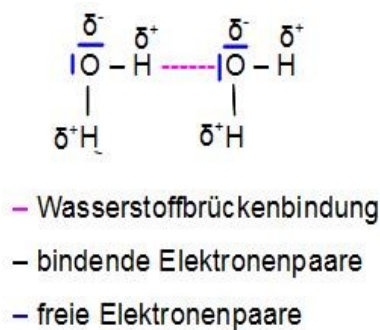 δ⁻ δ⁺ δ⁻ δ⁺
O H O H
δ⁺H δ⁺H
Wasserstoffbrückenbindung
bindende Elektronenpaare
freie Elektronenpaare